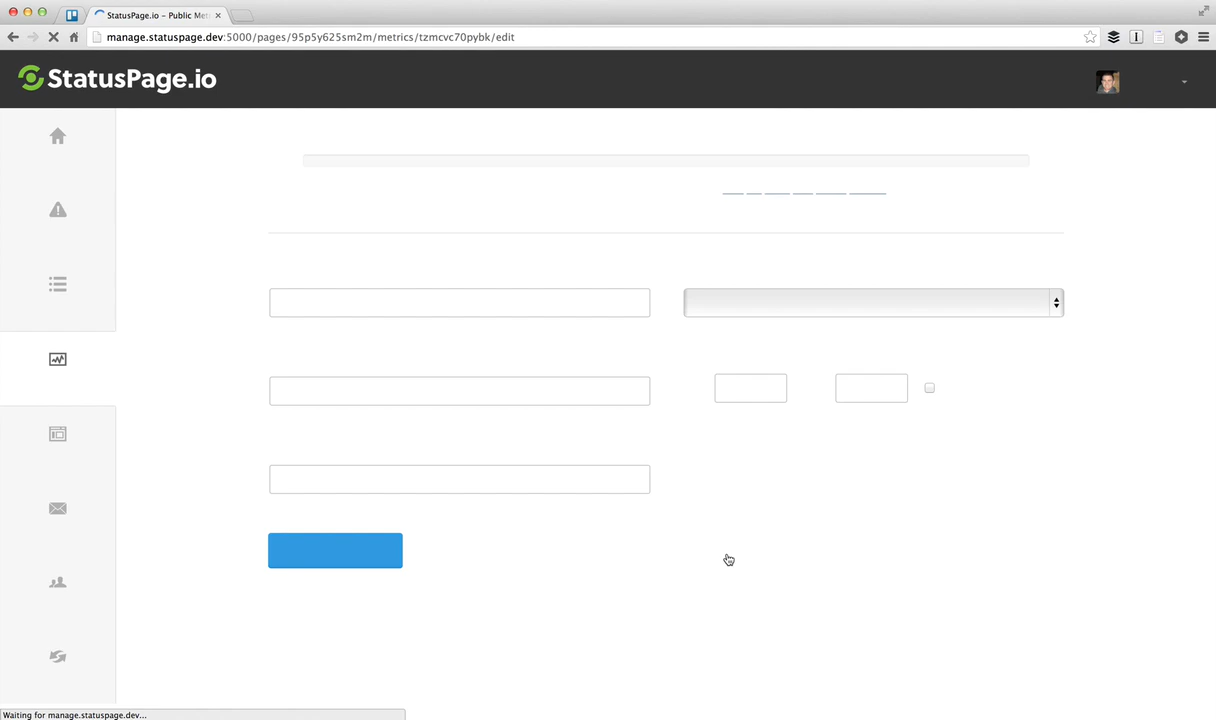 StatusPage.io – Public Met
manage.statuspage.dev:5000/pages/95p5y625sm2m/metrics/tzmcvc70pybk/edit
StatusPage.io
Waiting for manage.statuspage.dev...